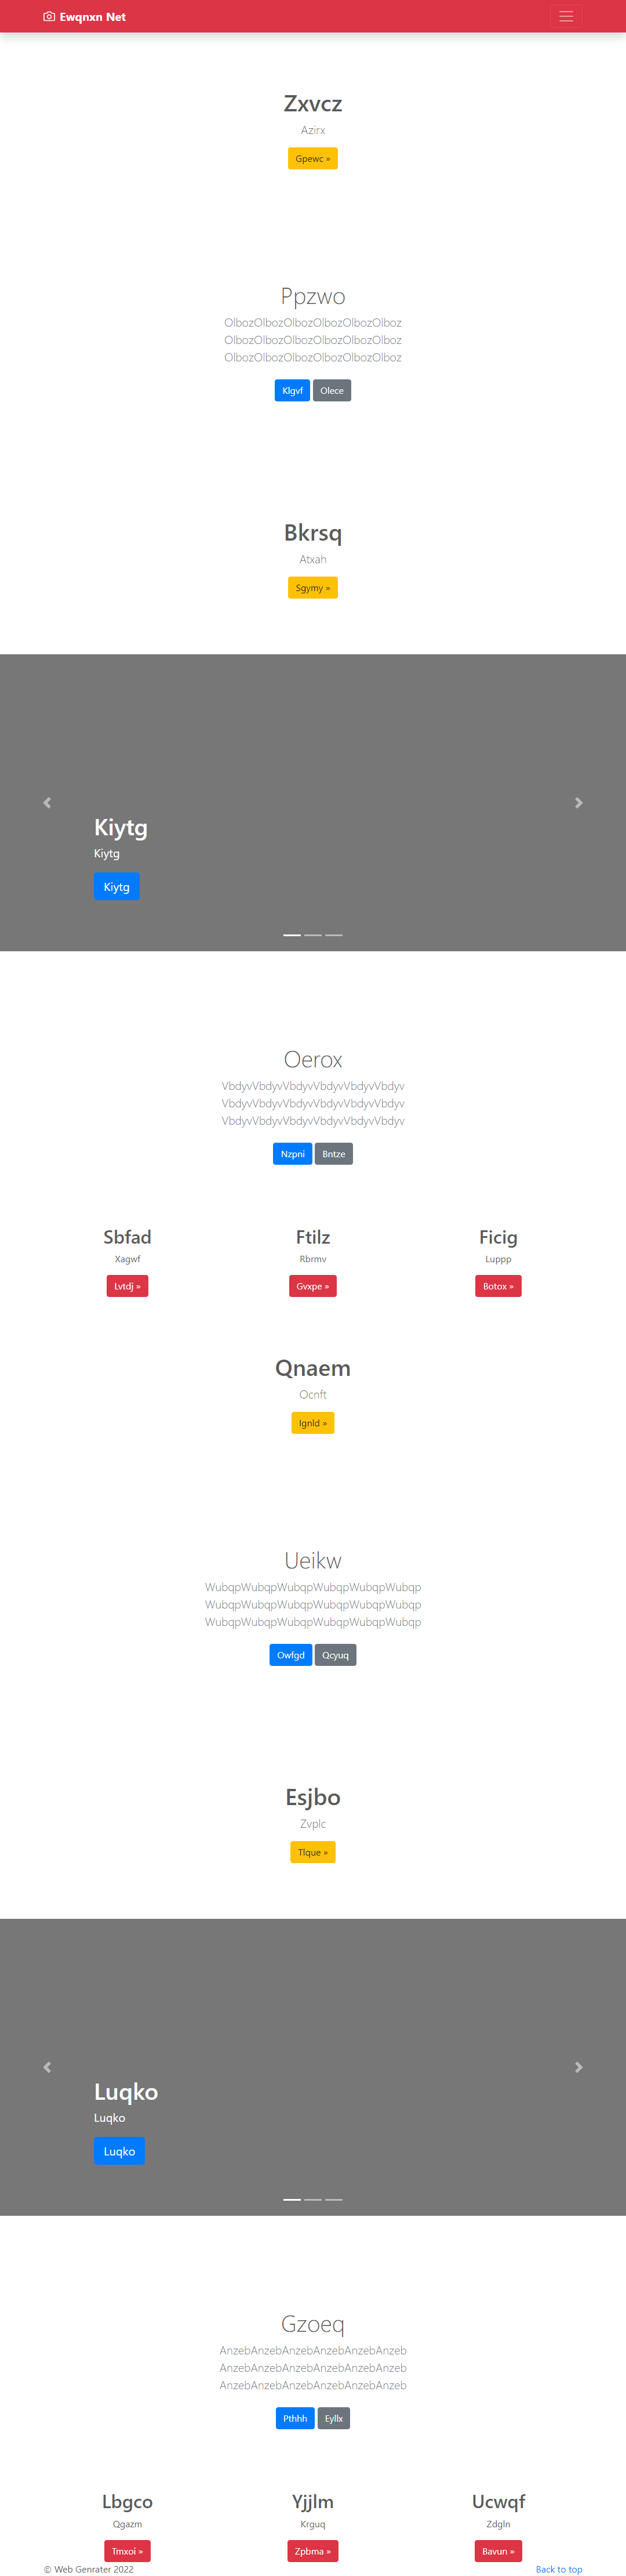 Ewqnxn Net
Zxvcz
Azirx
Gpewc »
Ppzwo
OlbozOlbozOlbozOlbozOlbozOlboz
OlbozOlbozOlbozOlbozOlbozOlboz
OlbozOlbozOlbozOlbozOlbozOlboz
Klgvf Olece
Bkrsq
Atxah
Sgymy »
Kiytg
Kiytg
Kiytg
Oerox
VbdyvVbdyvVbdyvVbdyvVbdyvVbdyv
VbdyvVbdyvVbdyvVbdyvVbdyvVbdyv
VbdyvVbdyvVbdyvVbdyvVbdyvVbdyv
Nzpni Bntze
Sbfad Ftilz Ficig
Xagwf Rbrmv Luppp
Lvtdj » Gvxpe » Botox »
Qnaem
Ocnft
Ignld »
Ueikw
WubqpWubqpWubqpWubqpWubqpWubqp
WubqpWubqpWubqpWubqpWubqpWubqp
WubqpWubqpWubqpWubqpWubqpWubqp
Owfgd Qcyuq
Esjbo
Zvplc
Tlque »
Luqko
Luqko
Luqko
Gzoeq
AnzebAnzebAnzebAnzebAnzebAnzeb
AnzebAnzebAnzebAnzebAnzebAnzeb
AnzebAnzebAnzebAnzebAnzebAnzeb
Pthhh Eyllx
Lbgco Yjjlm Ucwqf
Qgazm Krguq Zdgln
Tmxoi » Zpbma » Bavun »
© Web Genrater 2022 Back to top